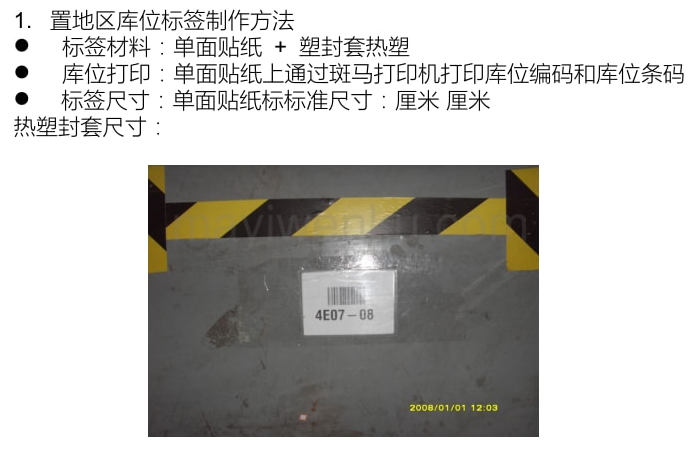 1. 置地区库位标签制作方法
● 标签材料：单面贴纸 + 塑封套热塑
● 库位打印：单面贴纸上通过斑马打印机打印库位编码和库位条码
● 标签尺寸：单面贴纸标标准尺寸：厘米 厘米
热塑封套尺寸：
mayiwenku.com
4E07-08
2008/01/01 12:03